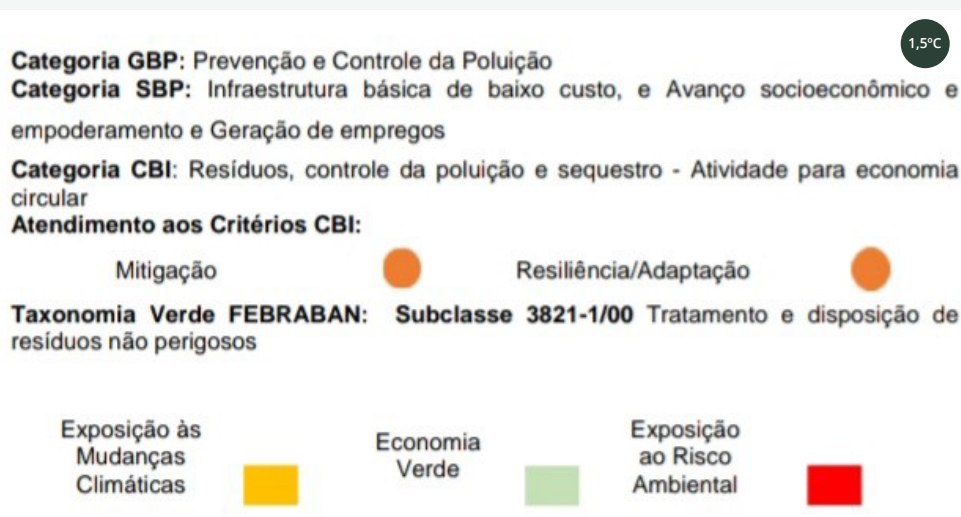 1,5ºC
Categoria GBP: Prevenção e Controle da Poluição
Categoria SBP: Infraestrutura básica de baixo custo, e Avanço socioeconômico e
empoderamento e Geração de empregos
Categoria CBI: Resíduos, controle da poluição e sequestro - Atividade para economia
circular
Atendimento aos Critérios CBI:
Mitigação Resiliência/Adaptação
Taxonomia Verde FEBRABAN: Subclasse 3821-1/00 Tratamento e disposição de
resíduos não perigosos
Exposição às
Mudanças
Climáticas
Economia
Verde
Exposição
ao Risco
Ambiental